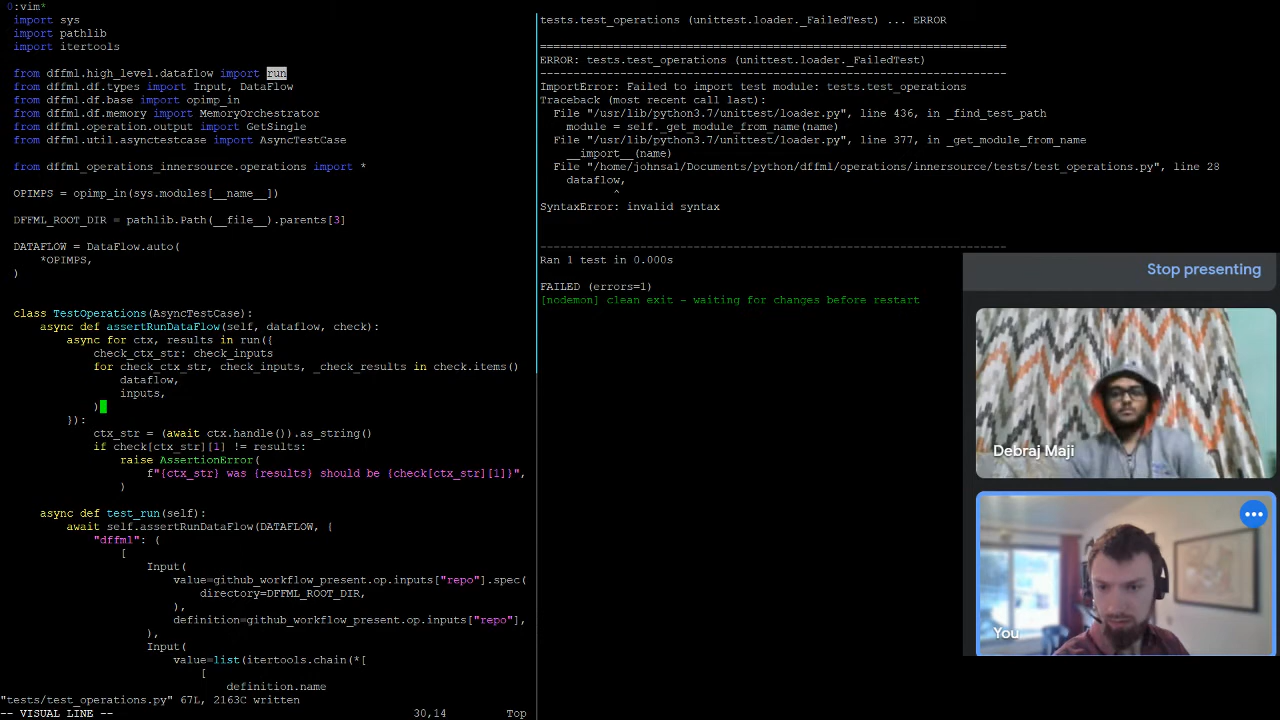 0:vim*
import sys
import pathlib
import itertools
from dffml.high_level.dataflow import run
from dffml.df.types import Input, DataFlow
from dffml.df.base import opimp_in
from dffml.df.memory import MemoryOrchestrator
from dffml.operation.output import GetSingle
from dffml.util.asynctestcase import AsyncTestCase
from dffml_operations_innersource.operations import *
OPIMPS = opimp_in(sys.modules[__name__])
DFFML_ROOT_DIR = pathlib.Path(__file__).parents[3]
DATAFLOW = DataFlow.auto(
*OPIMPS,
)
class TestOperations(AsyncTestCase):
async def assertRunDataFlow(self, dataflow, check):
async for ctx, results in run({
check_ctx_str: check_inputs
for check_ctx_str, check_inputs, _check_results in check.items()
dataflow,
inputs,
)
}):
ctx_str = (await ctx.handle()).as_string()
if check[ctx_str][1] != results:
raise AssertionError(
f"{ctx_str} was {results} should be {check[ctx_str][1]}",
)
async def test_run(self):
await self.assertRunDataFlow(DATAFLOW, {
"dffml": (
[
Input(
value=github_workflow_present.op.inputs["repo"].spec(
directory=DFFML_ROOT_DIR,
),
definition=github_workflow_present.op.inputs["repo"],
),
Input(
value=list(itertools.chain(*[
[
definition.name
"tests/test_operations.py" 67L, 2163C written
-- VISUAL LINE -- 30,14 Top
tests.test_operations (unittest.loader._FailedTest) ... ERROR
======================================================================
ERROR: tests.test_operations (unittest.loader._FailedTest)
----------------------------------------------------------------------
ImportError: Failed to import test module: tests.test_operations
Traceback (most recent call last):
File "/usr/lib/python3.7/unittest/loader.py", line 436, in _find_test_path
module = self._get_module_from_name(name)
File "/usr/lib/python3.7/unittest/loader.py", line 377, in _get_module_from_name
__import__(name)
File "/home/johnsal/Documents/python/dffml/operations/innersource/tests/test_operations.py", line 28
dataflow,
^
SyntaxError: invalid syntax
----------------------------------------------------------------------
Ran 1 test in 0.000s
FAILED (errors=1)
[nodemon] clean exit - waiting for changes before restart
Stop presenting
Debraj Maji
You